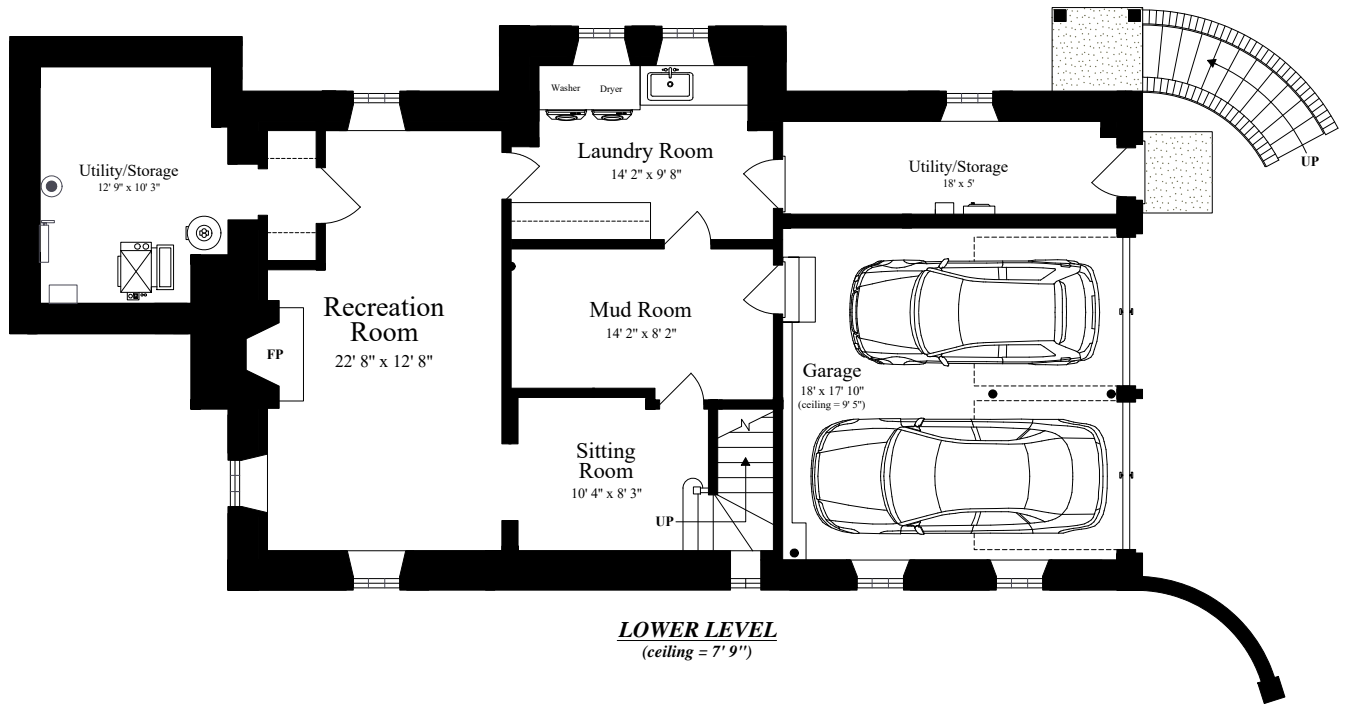 Washer
Dryer
Laundry Room
14' 2" x 9' 8"
Utility/Storage
12' 9" x 10' 3"
Utility/Storage
18' x 5'
UP
Recreation
Room
22' 8" x 12' 8"
FP
Mud Room
14' 2" x 8' 2"
Garage
18' x 17' 10"
(ceiling = 9' 5")
Sitting
Room
10' 4" x 8' 3"
UP
LOWER LEVEL
(ceiling = 7' 9")